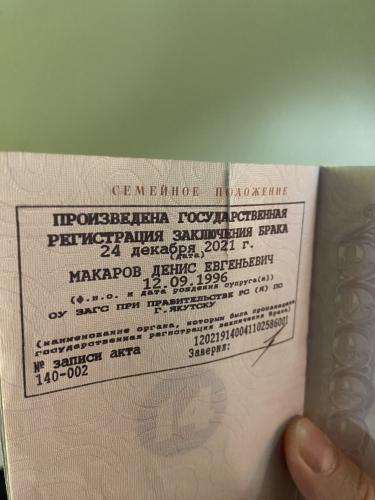 СЕМЕЙНОЕ ПОЛОЖЕНИЕ
ПРОИЗВЕДЕНА ГОСУДАРСТВЕННАЯ
РЕГИСТРАЦИЯ ЗАКЛЮЧЕНИЯ БРАКА
24 декабря 2021 г.
(дата)
МАКАРОВ ДЕНИС ЕВГЕНЬЕВИЧ
12.09.1996
(ф.и.о. и дата рождения супруга(и))
ОУ ЗАГС ПРИ ПРАВИТЕЛЬСТВЕ РС (Я) ПО
Г.ЯКУТСКУ
(наименование органа, которым была произведена
государственная регистрация заключения брака)
№ записи акта 120219140041102586001
140-002 Заверил:
14